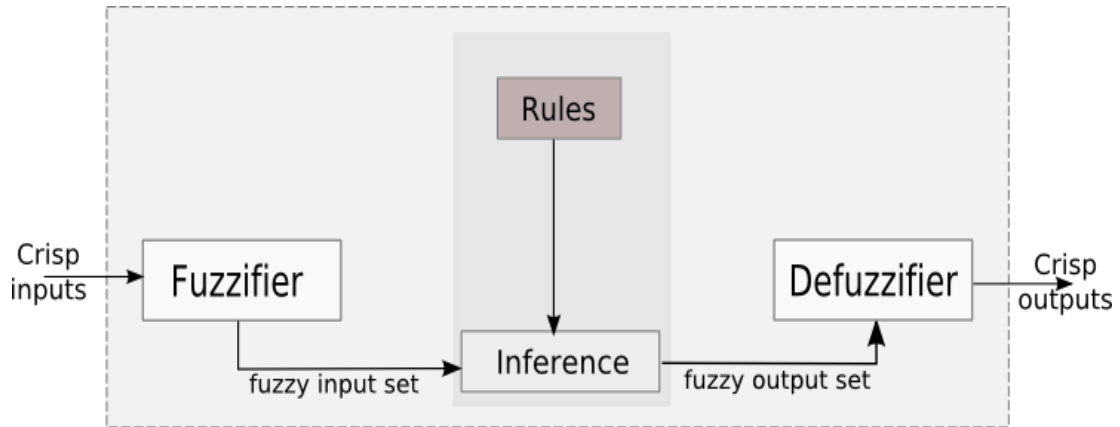 Rules
Crisp
inputs
Fuzzifier
Defuzzifier
Crisp
outputs
Inference
fuzzy input set
fuzzy output set